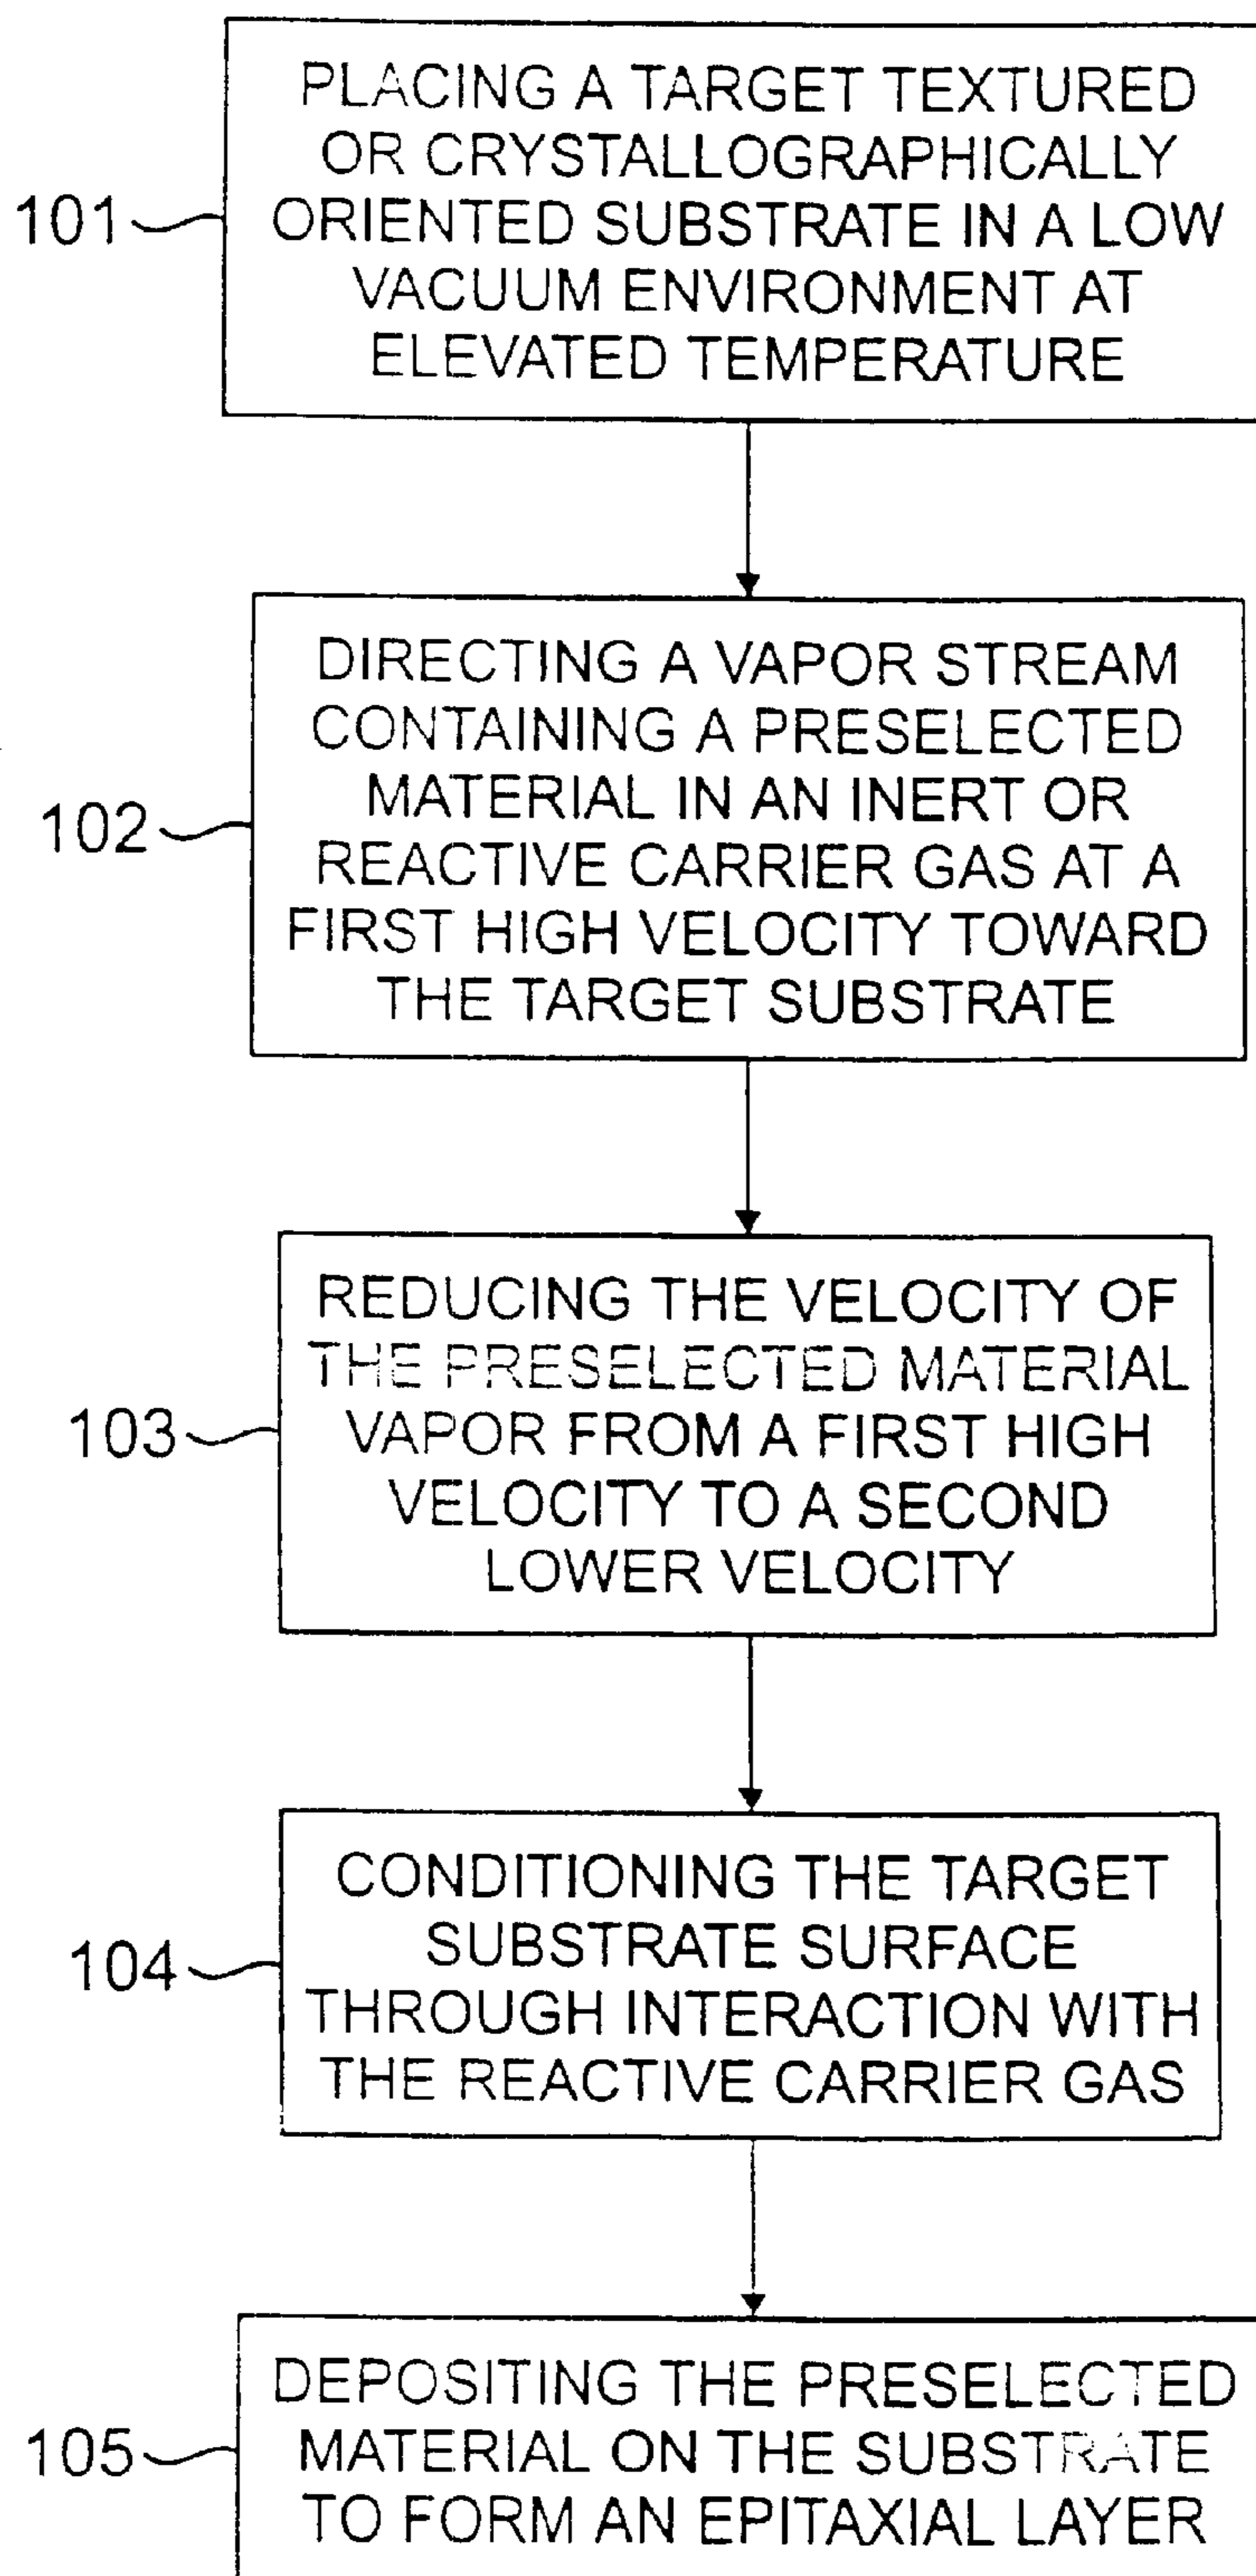 PLACING A TARGET TEXTURED
OR CRYSTALLOGRAPHICALLY
101
ORIENTED SUBSTRATE IN A LOW
VACUUM ENVIRONMENT AT
ELEVATED TEMPERATURE
DIRECTING A VAPOR STREAM
CONTAINING A PRESELECTED
MATERIAL IN AN INERT OR
102
REACTIVE CARRIER GAS AT A
FIRST HIGH VELOCITY TOWARD
THE TARGET SUBSTRATE
REDUCING THE VELOCITY OF
THE PRESELECTED MATERIAL
103
VAPOR FROM A FIRST HIGH
VELOCITY TO A SECOND
LOWER VELOCITY
CONDITIONING THE TARGET
SUBSTRATE SURFACE
104
THROUGH INTERACTION WITH
THE REACTIVE CARRIER GAS
DEPOSITING THE PRESELECTED
105
MATERIAL ON THE SUBSTRATE
TO FORM AN EPITAXIAL LAYER